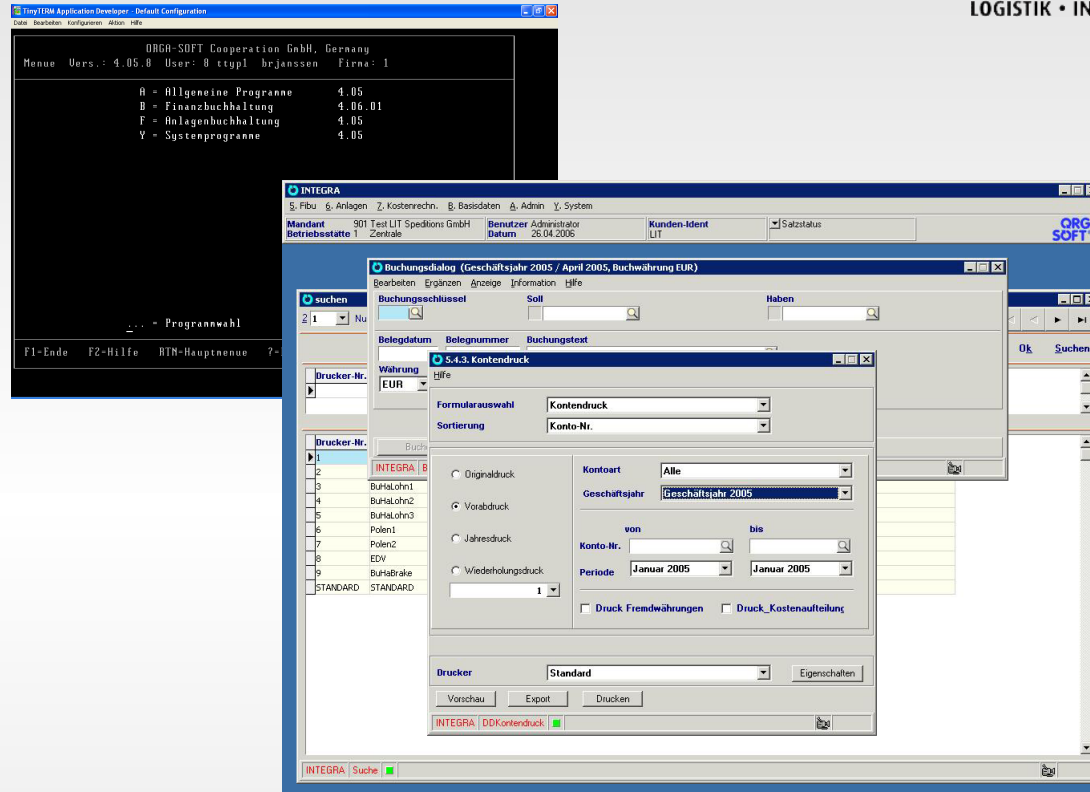 LOGISTIK • IN
TinyTERM Application Developer - Default Configuration
Datei Bearbeiten Konfigurieren Aktion Hilfe
ORGA-SOFT Cooperation GmbH, Germany
Menue Vers.: 4.05.8 User: 8 ttyp1 brjanssen Firma: 1
A = Allgemeine Programme 4.05
B = Finanzbuchhaltung 4.06.01
F = Anlagenbuchhaltung 4.05
Y = Systemprogramme 4.05
... = Programmwahl
F1=Ende F2=Hilfe RTN=Hauptmenue ?=
INTEGRA
5. Fibu 6. Anlagen 7. Kostenrechn. B. Basisdaten A. Admin Y. System
Mandant 901 Test LIT Speditions GmbH Benutzer Administrator Kunden-Ident Satzstatus
Betriebsstätte 1 Zentrale Datum 26.04.2006 LIT
ORG
SOFT
Buchungsdialog (Geschäftsjahr 2005 / April 2005, Buchwährung EUR)
Bearbeiten Ergänzen Anzeige Information Hilfe
Buchungsschlüssel Soll Haben
Belegdatum Belegnummer Buchungstext
Währung
EUR
Buch
INTEGRA B
suchen
2 1 Nu
Ok Suchen
Drucker-Nr.
Drucker-Nr.
1
2
3 BuHaLohn1
4 BuHaLohn2
5 BuHaLohn3
6 Polen1
7 Polen2
8 EDV
9 BuHaBrake
STANDARD STANDARD
INTEGRA Suche
5.4.3. Kontendruck
Hilfe
Formularauswahl Kontendruck
Sortierung Konto-Nr.
Originaldruck
Vorabdruck
Jahresdruck
Wiederholungsdruck
1
Kontoart Alle
Geschäftsjahr Geschäftsjahr 2005
von bis
Konto-Nr.
Periode Januar 2005 Januar 2005
Druck Fremdwährungen Druck_Kostenaufteilung
Drucker Standard Eigenschaften
Vorschau Export Drucken
INTEGRA DDKontendruck